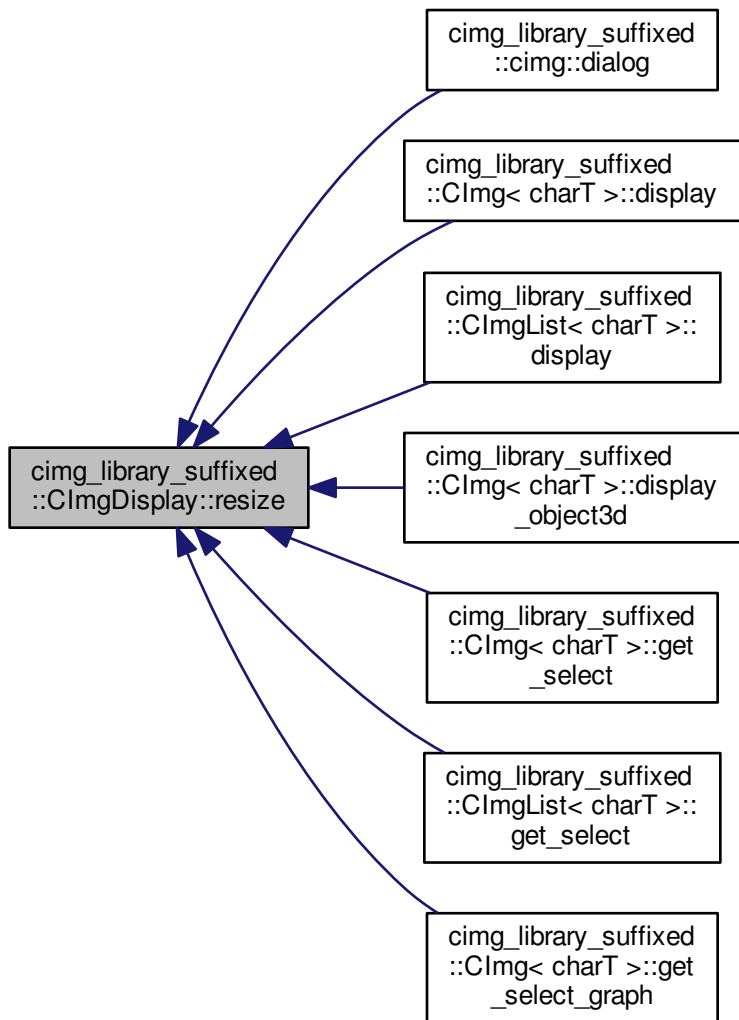 cimg_library_suffixed
::cimg::dialog
cimg_library_suffixed
::CImg< charT >::display
cimg_library_suffixed
::CImgList< charT >::
display
cimg_library_suffixed
::CImgDisplay::resize
cimg_library_suffixed
::CImg< charT >::display
_object3d
cimg_library_suffixed
::CImg< charT >::get
_select
cimg_library_suffixed
::CImgList< charT >::
get_select
cimg_library_suffixed
::CImg< charT >::get
_select_graph